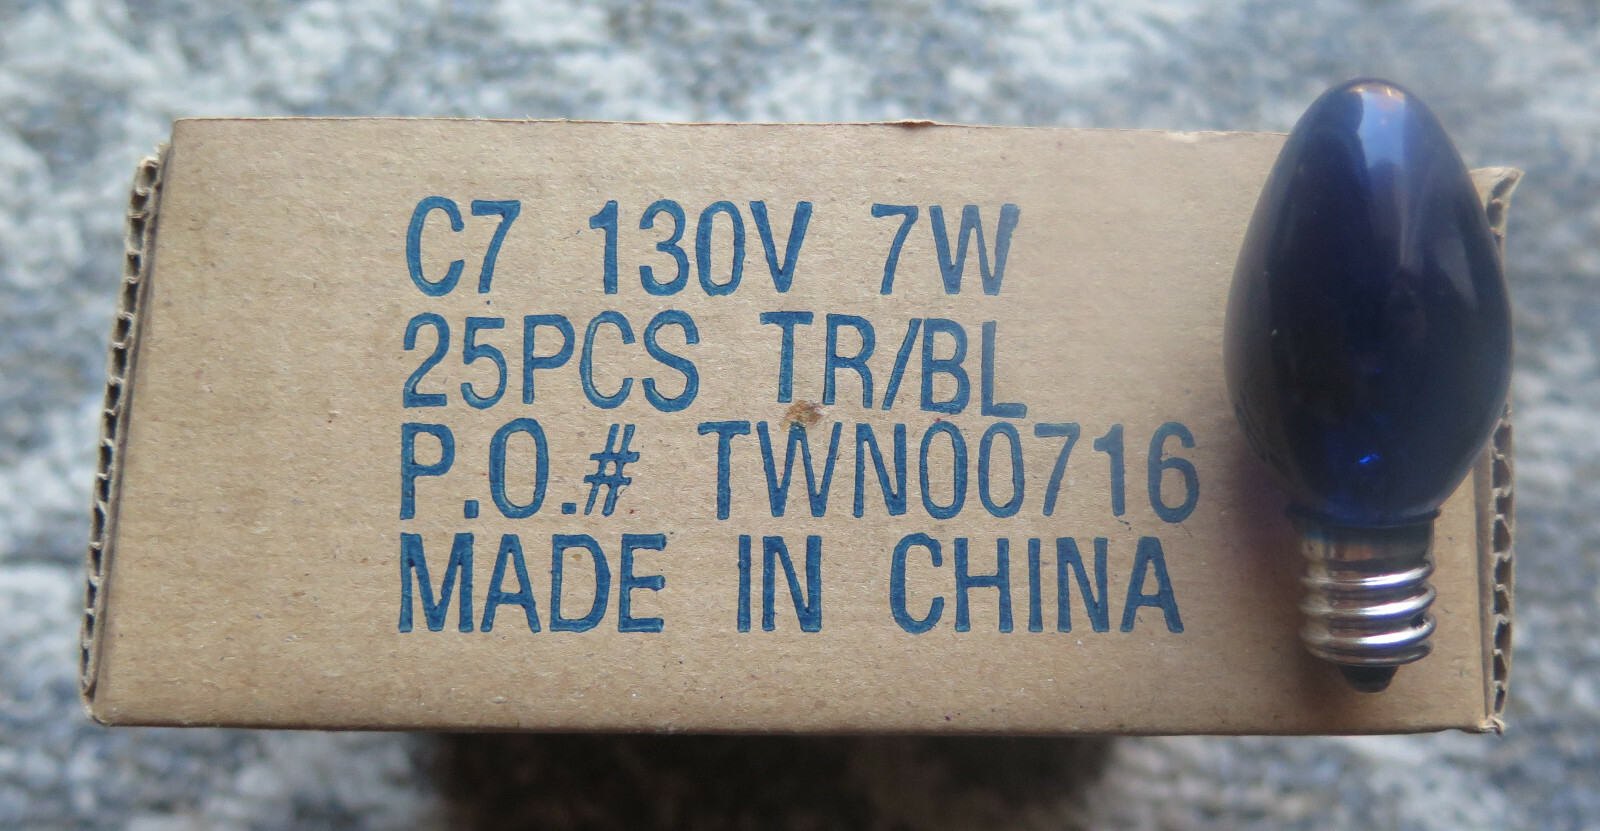 C7 130V 7W
25PCS TR/BL
P.O.# TWN00716
MADE IN CHINA